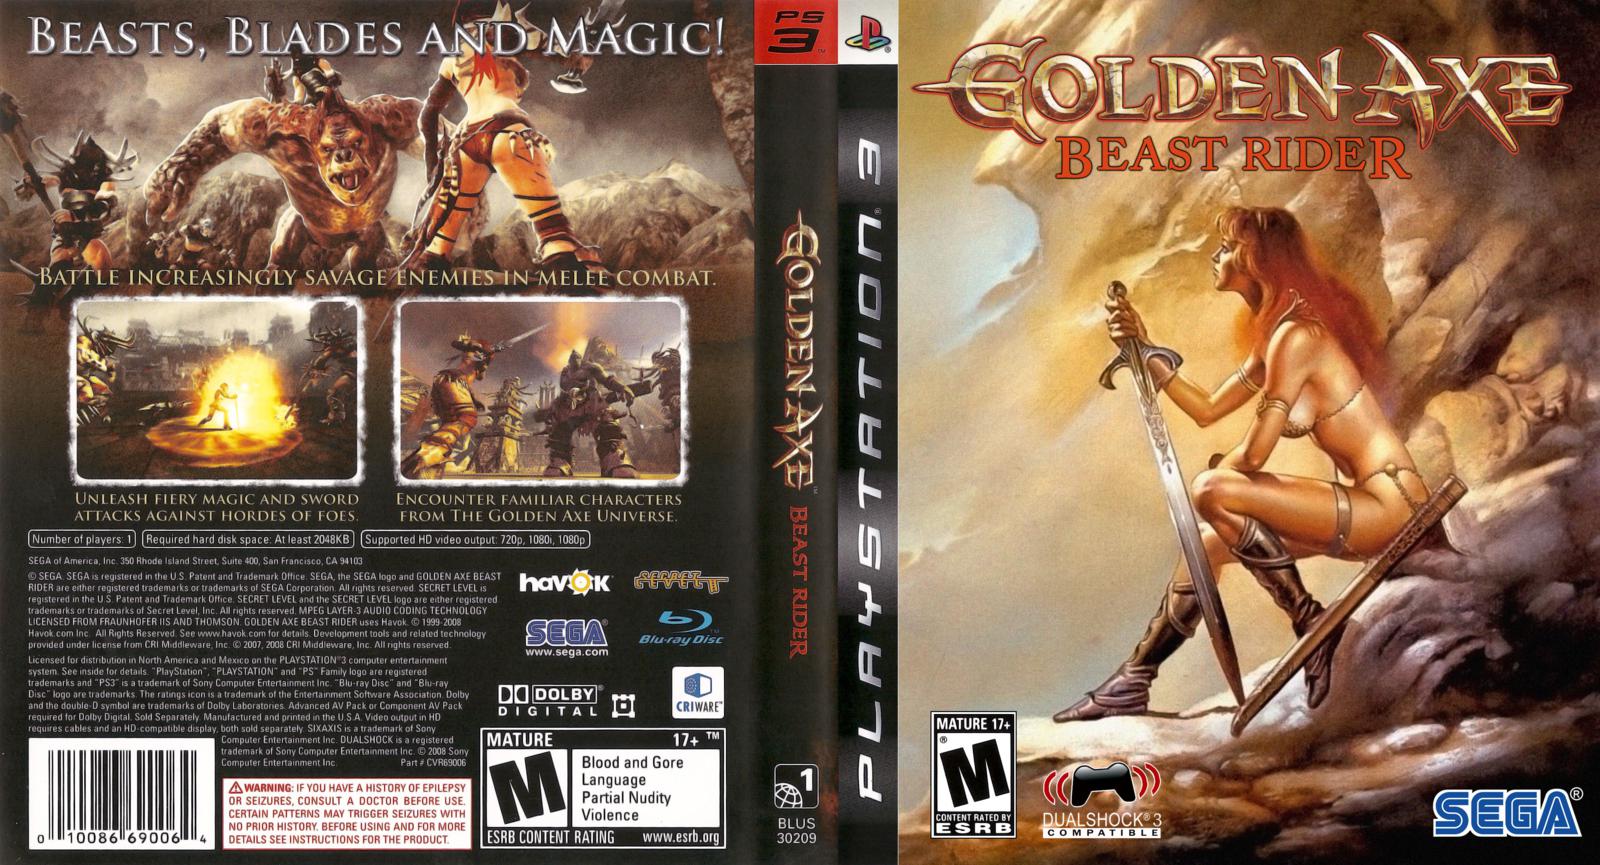 BEASTS, BLADES AND MAGIC!
BATTLE INCREASINGLY SAVAGE ENEMIES IN MELEE COMBAT.
UNLEASH FIERY MAGIC AND SWORD
ATTACKS AGAINST HORDES OF FOES.
ENCOUNTER FAMILIAR CHARACTERS
FROM THE GOLDEN AXE UNIVERSE.
Number of players: 1
Required hard disk space: At least 2048KB
Supported HD video output: 720p, 1080i, 1080p
SEGA of America, Inc. 350 Rhode Island Street, Suite 400, San Francisco, CA 94103
© SEGA. SEGA is registered in the U.S. Patent and Trademark Office. SEGA, the SEGA logo and GOLDEN AXE BEAST
RIDER are either registered trademarks or trademarks of SEGA Corporation. All rights reserved. SECRET LEVEL is
registered in the U.S. Patent and Trademark Office. SECRET LEVEL and the SECRET LEVEL logo are either registered
trademarks or trademarks of Secret Level, Inc. All rights reserved. MPEG LAYER-3 AUDIO CODING TECHNOLOGY
LICENSED FROM FRAUNHOFER IIS AND THOMSON. GOLDEN AXE BEAST RIDER uses Havok. © 1999-2008
Havok.com Inc. All Rights Reserved. See www.havok.com for details. Development tools and related technology
provided under license from CRI Middleware, Inc. © 2007, 2008 CRI Middleware, Inc. All rights reserved.
Licensed for distribution in North America and Mexico on the PLAYSTATION®3 computer entertainment
system. See inside for details. "PlayStation", "PLAYSTATION" and "PS" Family logo are registered
trademarks and "PS3" is a trademark of Sony Computer Entertainment Inc. "Blu-ray Disc" and "Blu-ray
Disc" logo are trademarks. The ratings icon is a trademark of the Entertainment Software Association. Dolby
and the double-D symbol are trademarks of Dolby Laboratories. Advanced AV Pack or Component AV Pack
required for Dolby Digital. Sold Separately. Manufactured and printed in the U.S.A. Video output in HD
requires cables and an HD-compatible display, both sold separately. SIXAXIS is a trademark of Sony
Computer Entertainment Inc. DUALSHOCK is a registered
trademark of Sony Computer Entertainment Inc. © 2008 Sony
Computer Entertainment Inc. Part # CVR69006
havok
SEGA®
www.sega.com
Blu-ray Disc
DOLBY®
DIGITAL
CRIWARE™
0 10086 69006 4
WARNING: IF YOU HAVE A HISTORY OF EPILEPSY
OR SEIZURES, CONSULT A DOCTOR BEFORE USE.
CERTAIN PATTERNS MAY TRIGGER SEIZURES WITH
NO PRIOR HISTORY. BEFORE USING AND FOR MORE
DETAILS SEE INSTRUCTIONS FOR THE PRODUCT.
MATURE 17+ ™
M
Blood and Gore
Language
Partial Nudity
Violence
ESRB CONTENT RATING www.esrb.org
PS3™
GOLDEN AXE™ BEAST RIDER
1
BLUS
30209
PLAYSTATION®3
GOLDEN AXE
BEAST RIDER
MATURE 17+
M®
CONTENT RATED BY
ESRB
DUALSHOCK®3
COMPATIBLE
SEGA®